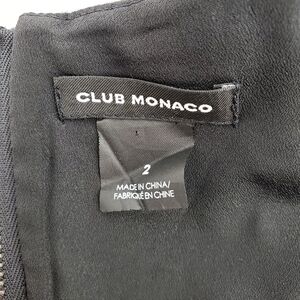 CLUB MONACO
2
MADE IN CHINA/
FABRIQUÉ EN CHINE